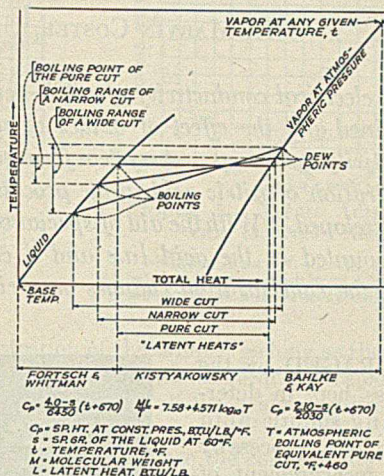 VAPOR AT ANY GIVEN
TEMPERATURE, t
BOILING POINT OF
THE PURE CUT
BOILING RANGE OF
A NARROW CUT
BOILING RANGE
OF A WIDE CUT
VAPOR AT ATMOS-
PHERIC PRESSURE
TEMPERATURE
DEW
POINTS
BOILING
POINTS
LIQUID
TOTAL HEAT
BASE
TEMP.
WIDE CUT
NARROW CUT
PURE CUT
"LATENT HEATS"
FORTSCH &
WHITMAN
KISTYAKOWSKY
BAHLKE
& KAY
Cp = 4.0-s/6450 (t+670)
ML/T = 7.58+4.571 log10 T
Cp = 2.10-s/2030 (t+670)
Cp = SP. HT. AT CONST. PRES., B.T.U./LB./°F.
s = SP. GR. OF THE LIQUID AT 60°F.
t = TEMPERATURE, °F.
M = MOLECULAR WEIGHT
L = LATENT HEAT, B.T.U./LB.
T = ATMOSPHERIC
BOILING POINT OF
EQUIVALENT PURE
CUT, °F.+460